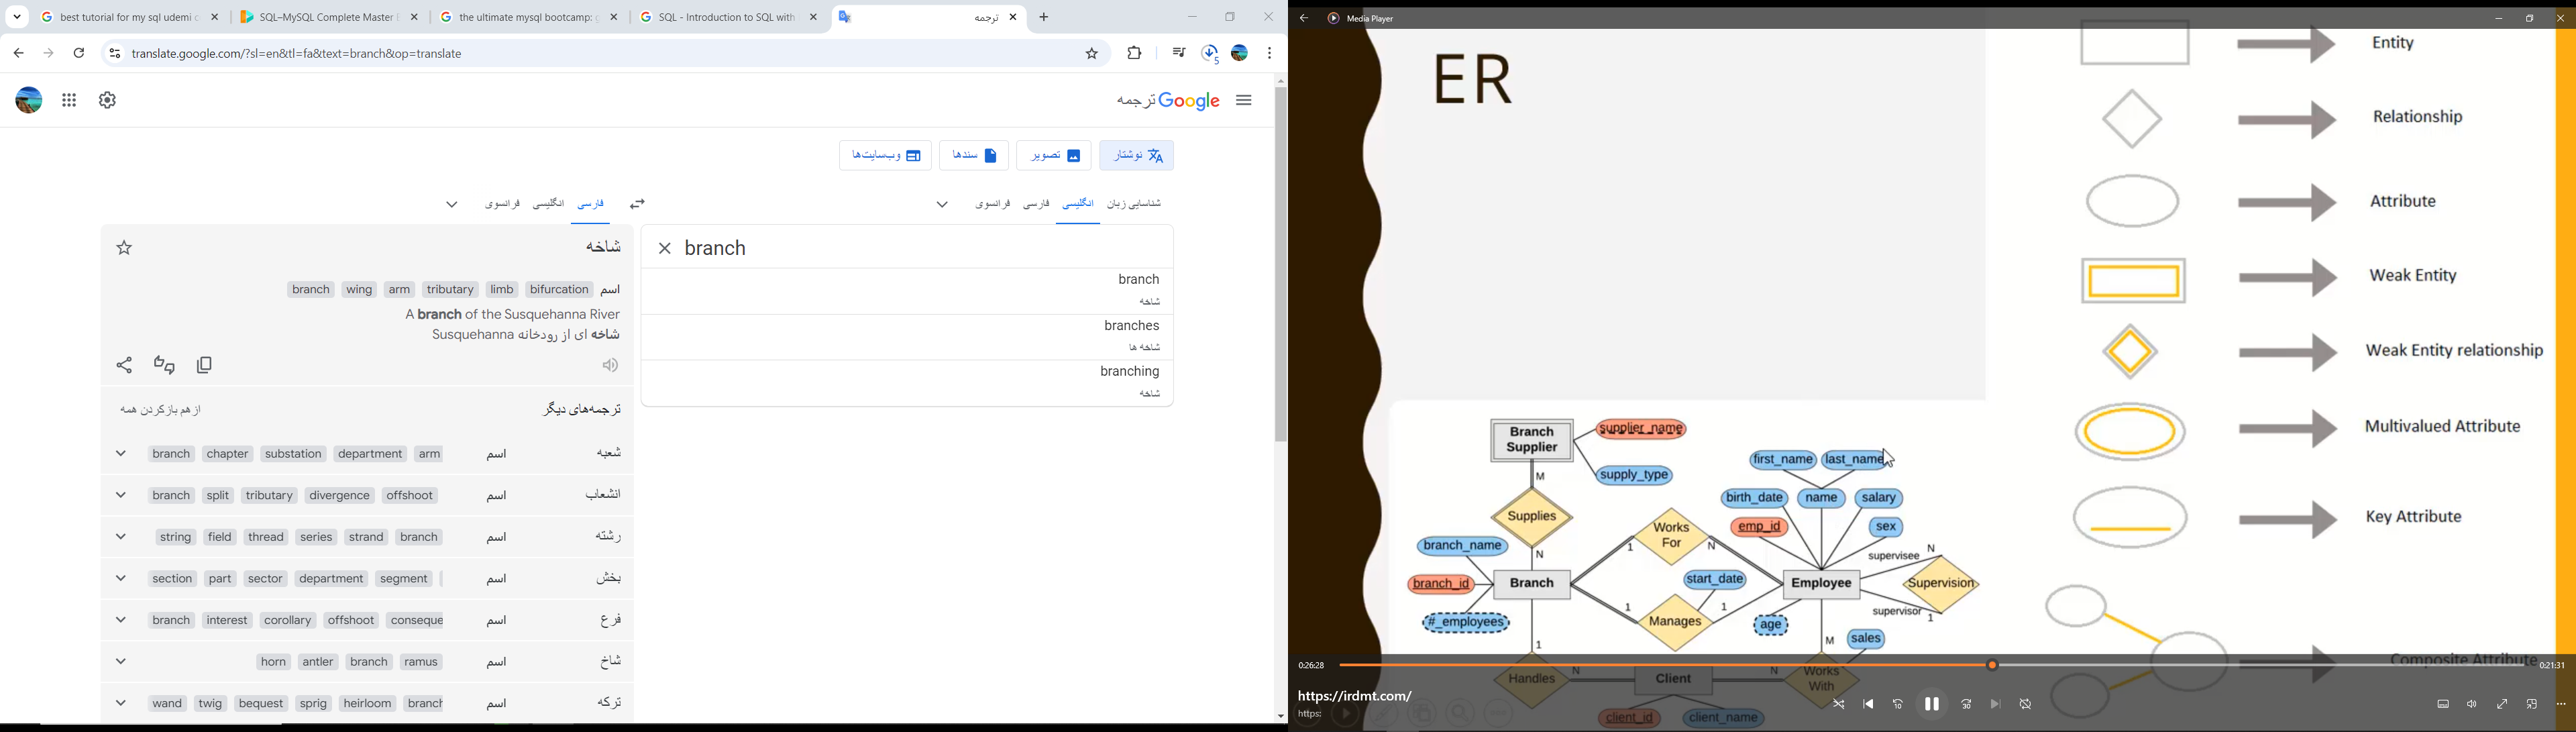 best tutorial for my sql udemi c
SQL–MySQL Complete Master
the ultimate mysql bootcamp: g
SQL - Introduction to SQL with
ترجمه
translate.google.com/?sl=en&tl=fa&text=branch&op=translate
5
Google ترجمه
نوشتار
تصویر
سندها
وب‌سایت‌ها
شناسایی زبان
انگلیسی
فارسی
فرانسوی
فارسی
انگلیسی
فرانسوی
branch
branch
شاخه
branches
شاخه ها
branching
شاخه
شاخه
اسم bifurcation limb tributary arm wing branch
A branch of the Susquehanna River
شاخه ای از رودخانه Susquehanna
ترجمه‌های دیگر
ازهم بازکردن همه
شعبه اسم branch chapter substation department arm
انشعاب اسم branch split tributary divergence offshoot
رشته اسم string field thread series strand branch
بخش اسم section part sector department segment
فرع اسم branch interest corollary offshoot conseque
شاخ اسم horn antler branch ramus
ترکه اسم wand twig bequest sprig heirloom branch
Media Player
ER
Entity
Relationship
Attribute
Weak Entity
Weak Entity relationship
Multivalued Attribute
Key Attribute
Composite Attribute
Branch
Supplier
supplier_name
supply_type
M
Supplies
N
branch_name
branch_id
#_employees
Branch
1
Works
For
N
1
Manages
1
start_date
first_name
last_name
birth_date
name
salary
emp_id
sex
Employee
age
supervisee
N
Supervision
supervisor
1
M
sales
1
Handles
N
Client
N
Works
With
client_id
client_name
0:26:28
0:21:31
https://irdmt.com/
https:
10
30